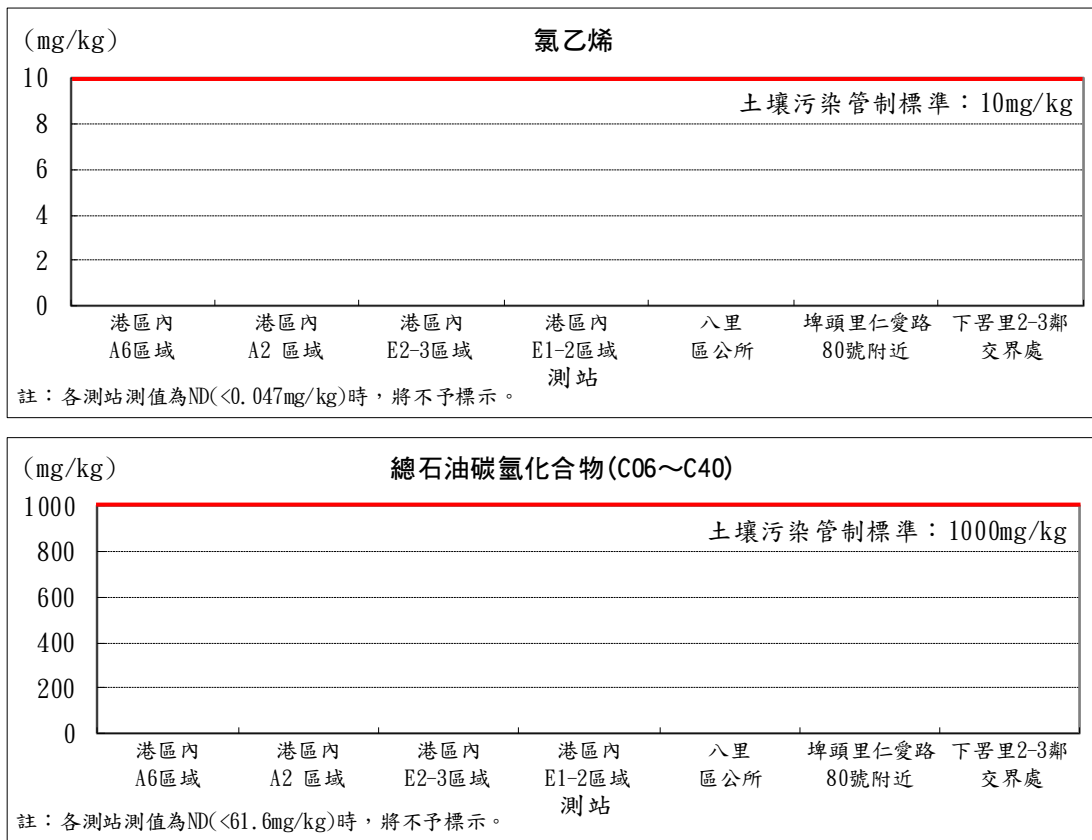 (mg/kg)
氯乙烯
10
土壤污染管制標準：10mg/kg
8
6
4
2
0
港區內 港區內 港區內 港區內 八里 埤頭里仁愛路 下罟里2-3鄰
A6區域 A2 區域 E2-3區域 E1-2區域 區公所 80號附近 交界處
測站
註：各測站測值為ND(<0.047mg/kg)時，將不予標示。
(mg/kg)
總石油碳氫化合物(C06～C40)
1000
土壤污染管制標準：1000mg/kg
800
600
400
200
0
港區內 港區內 港區內 港區內 八里 埤頭里仁愛路 下罟里2-3鄰
A6區域 A2 區域 E2-3區域 E1-2區域 區公所 80號附近 交界處
測站
註：各測站測值為ND(<61.6mg/kg)時，將不予標示。